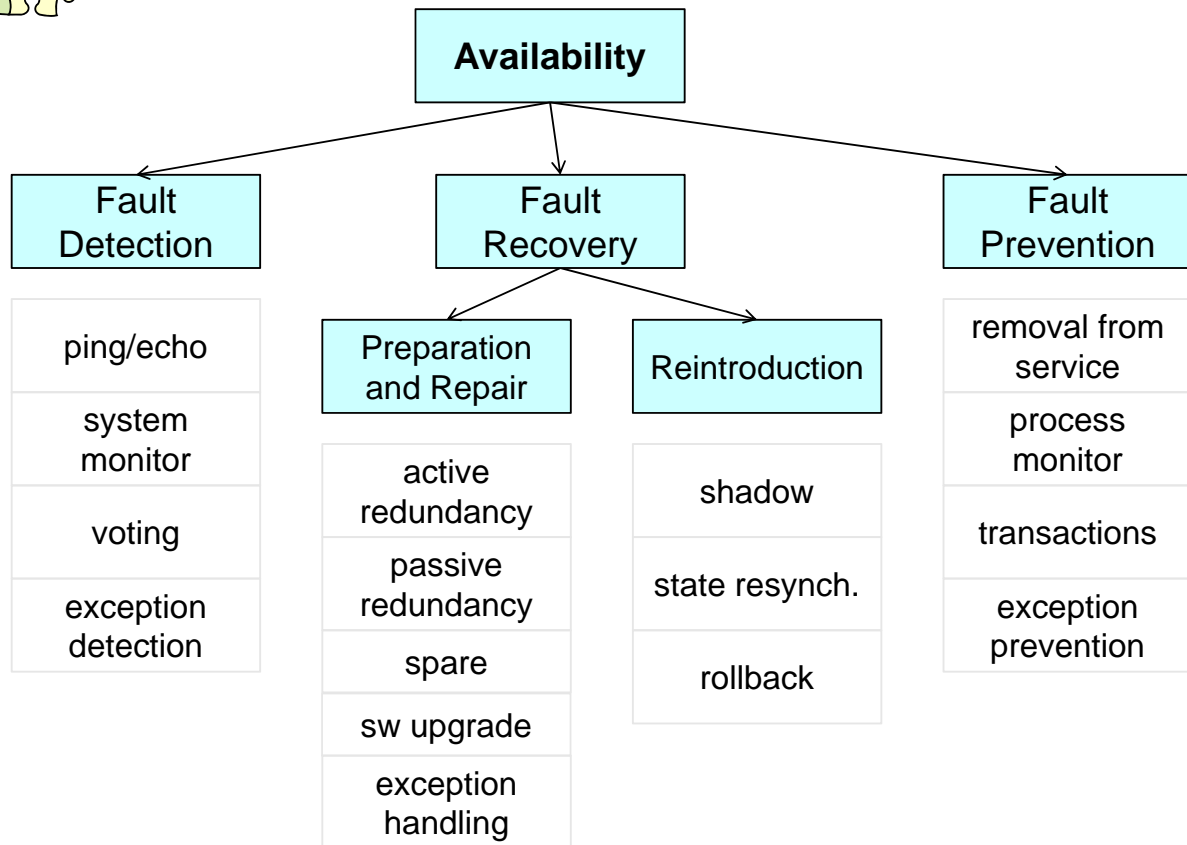 Availability
Fault
Detection
Fault
Recovery
Fault
Prevention
ping/echo
system
monitor
voting
exception
detection
Preparation
and Repair
active
redundancy
passive
redundancy
spare
sw upgrade
exception
handling
Reintroduction
shadow
state resynch.
rollback
removal from
service
process
monitor
transactions
exception
prevention